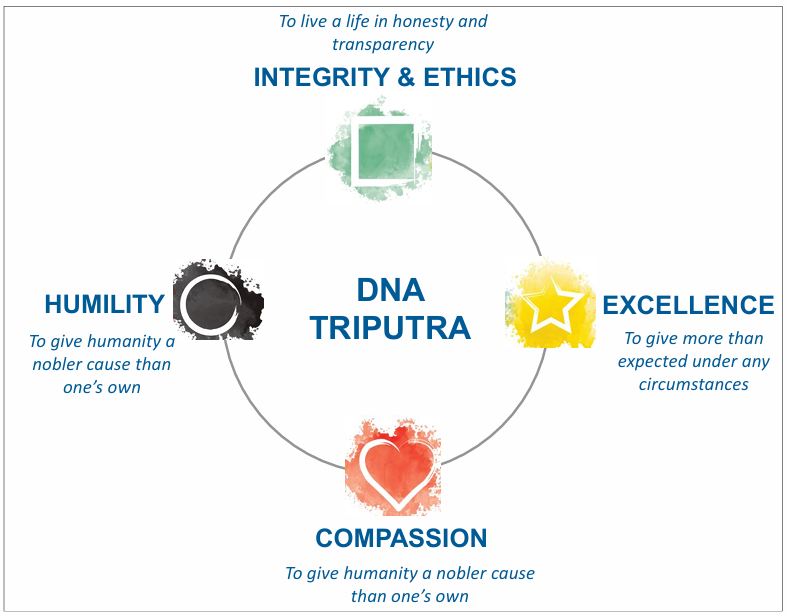 To live a life in honesty and
transparency
INTEGRITY & ETHICS
DNA
TRIPUTRA
HUMILITY
To give humanity a
nobler cause than
one’s own
EXCELLENCE
To give more than
expected under any
circumstances
COMPASSION
To give humanity a nobler cause
than one’s own